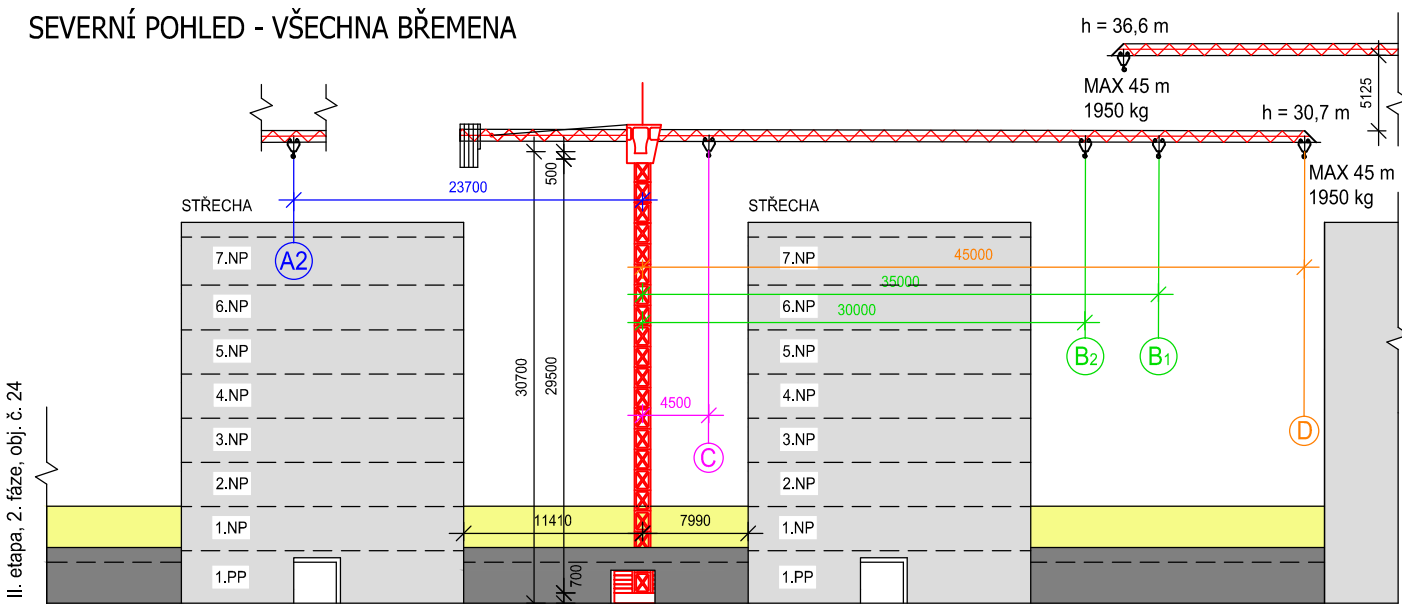 SEVERNÍ POHLED - VŠECHNA BŘEMENA
h = 36,6 m
MAX 45 m
1950 kg
5125
h = 30,7 m
MAX 45 m
1950 kg
500
23700
STŘECHA
STŘECHA
7.NP
A2
7.NP
45000
35000
6.NP
6.NP
30000
5.NP
30700
29500
5.NP
B2
B1
4.NP
4500
4.NP
3.NP
C
3.NP
D
2.NP
2.NP
1.NP
11410
7990
1.NP
1.PP
700
1.PP
II. etapa, 2. fáze, obj. č. 24